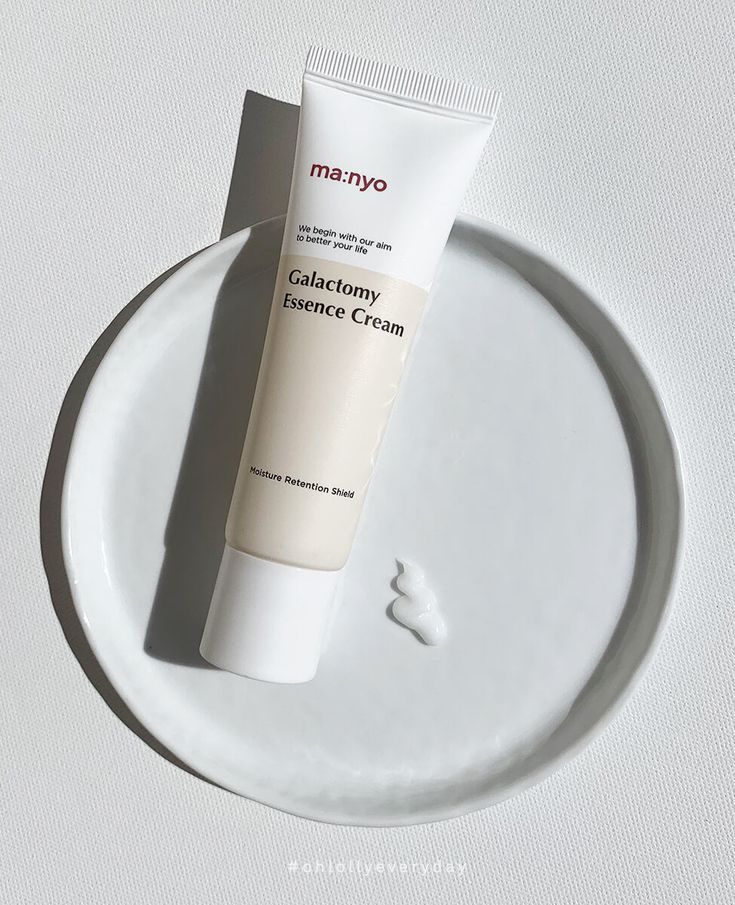 ma:nyo
We begin with our aim
to better your life
Galactomy
Essence Cream
Moisture Retention Shield
#ohlollyeveryday